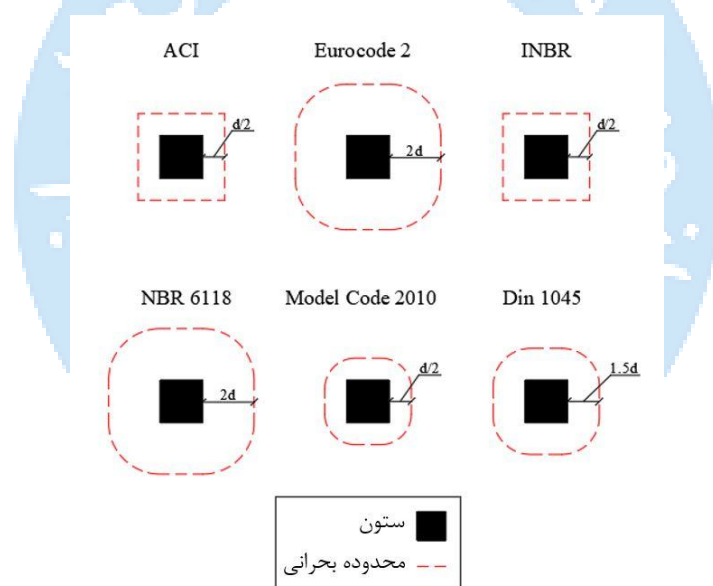 ACI Eurocode 2 INBR
d/2 2d d/2
NBR 6118 Model Code 2010 Din 1045
2d d/2 1.5d
ستون
محدوده بحرانی